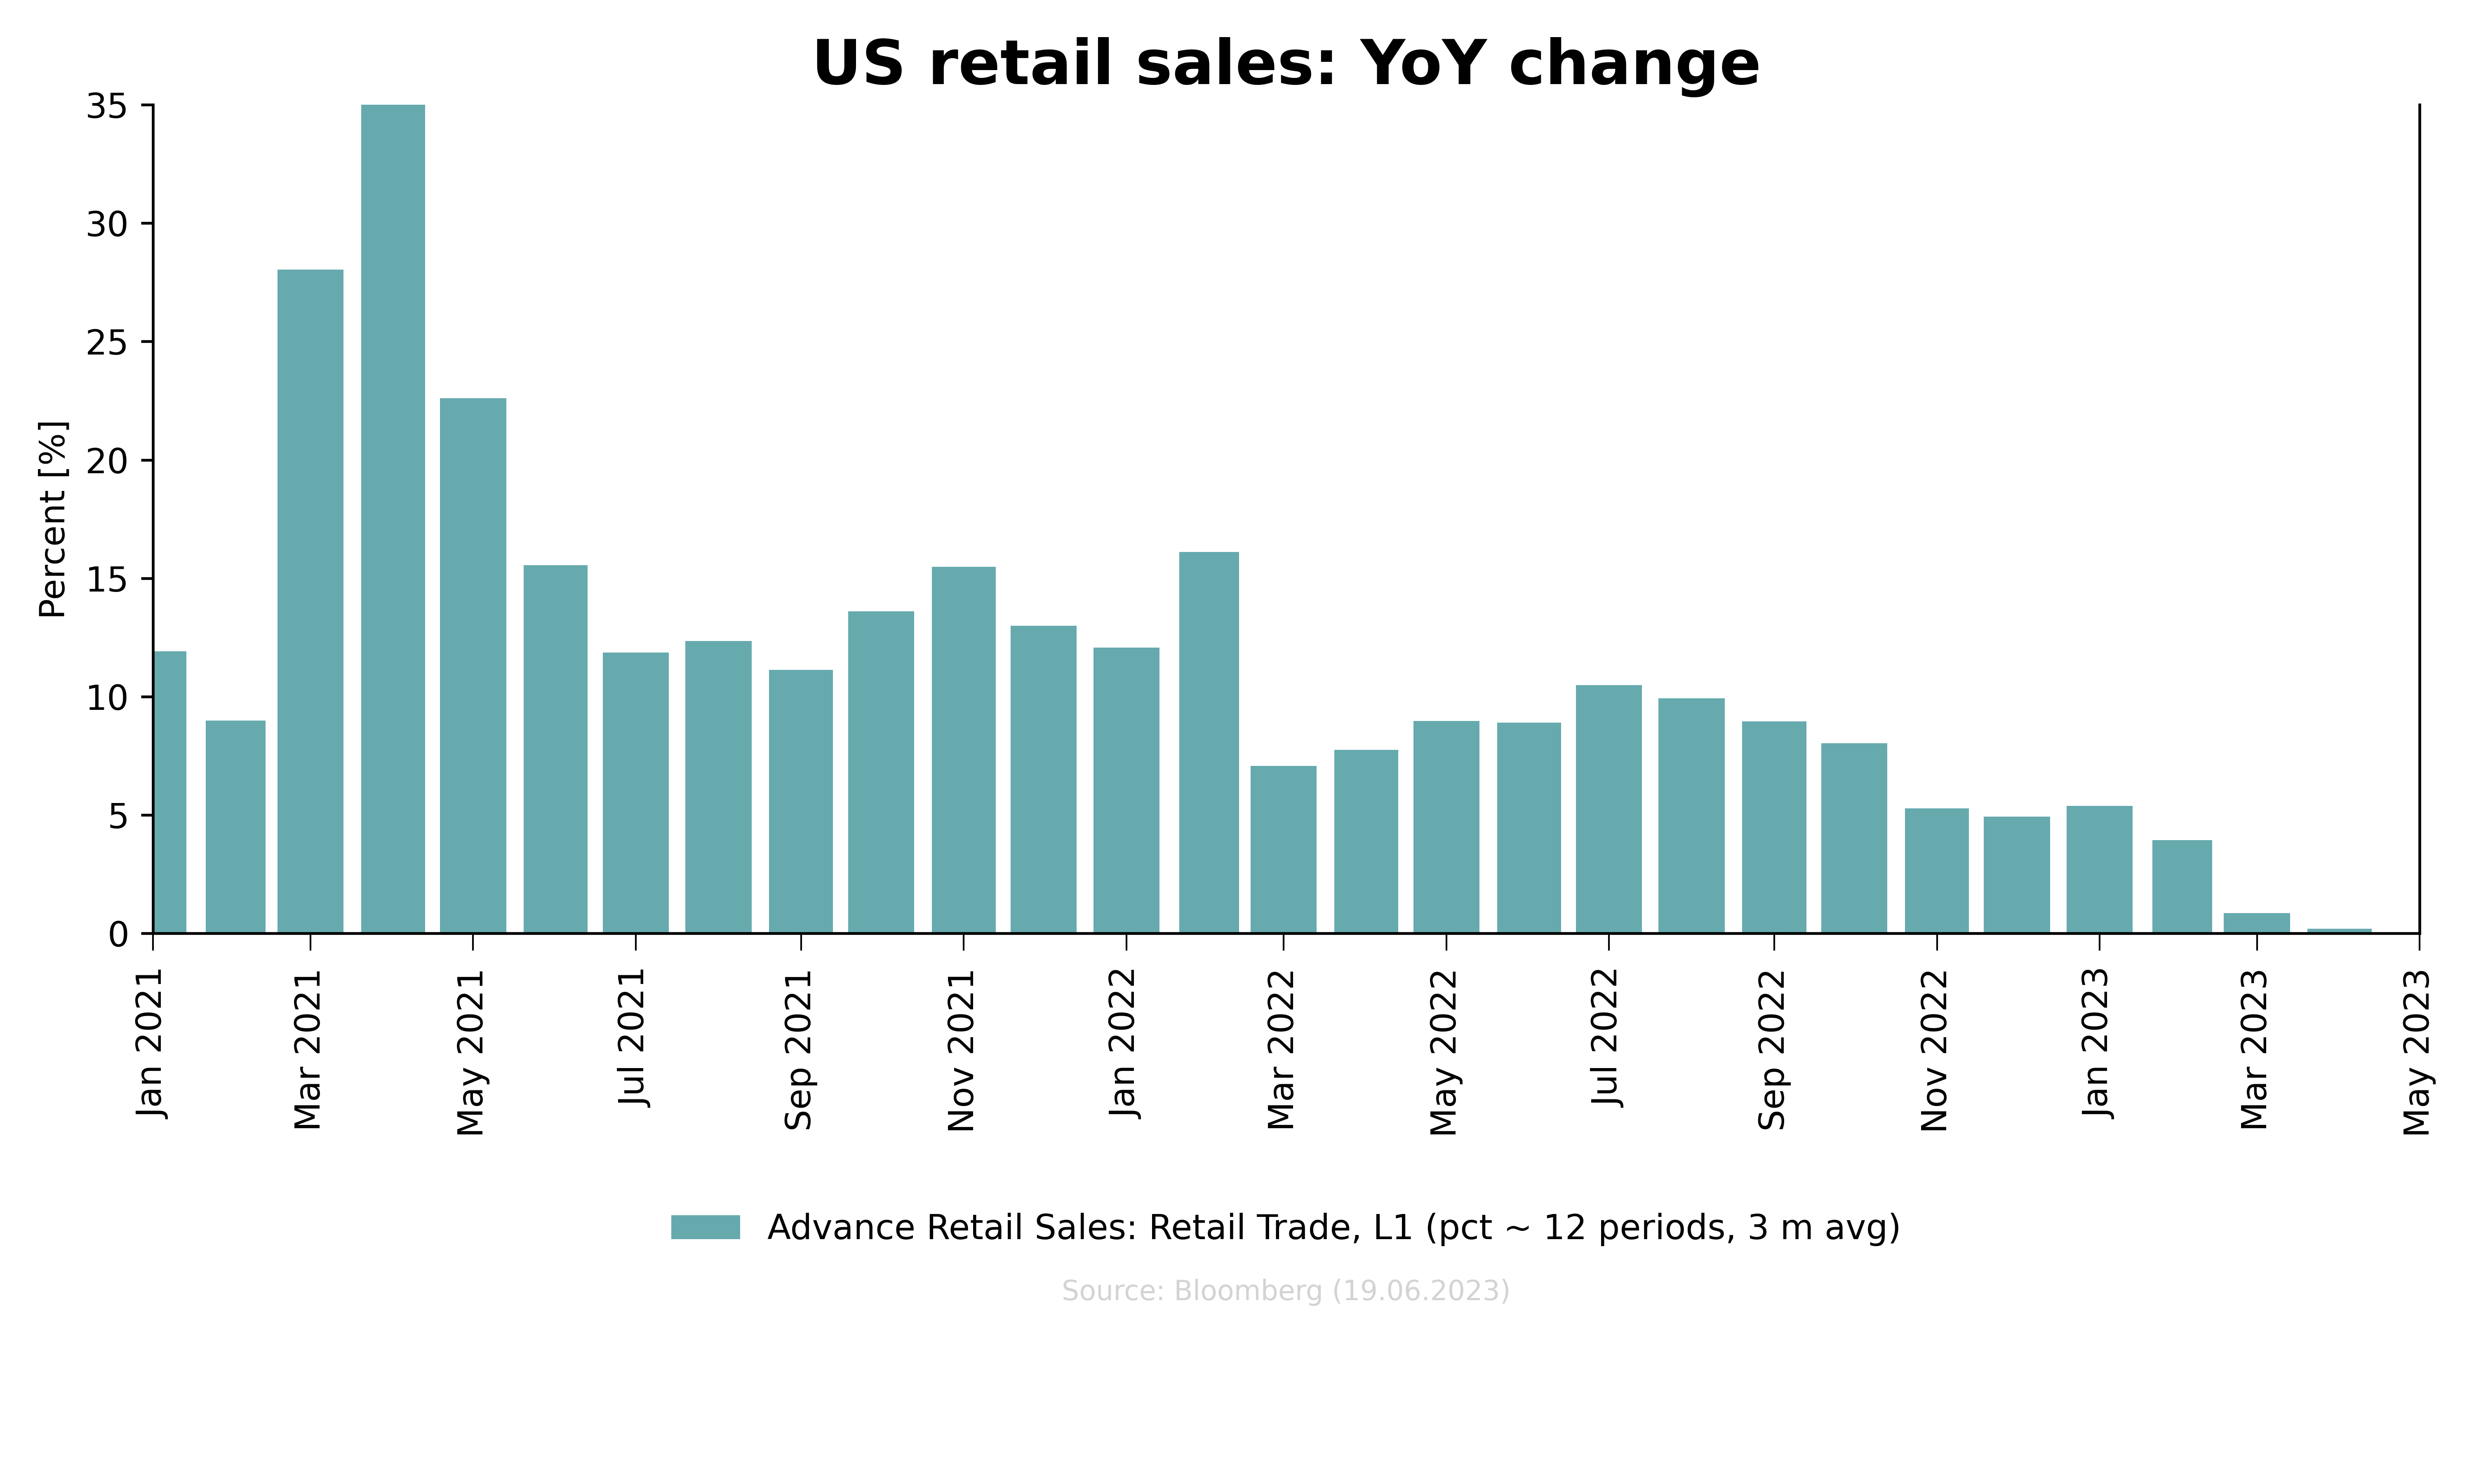 US retail sales: YoY change
35
30
25
20
15
10
5
0
Percent [%]
Jan 2021
Mar 2021
May 2021
Jul 2021
Sep 2021
Nov 2021
Jan 2022
Mar 2022
May 2022
Jul 2022
Sep 2022
Nov 2022
Jan 2023
Mar 2023
May 2023
Advance Retail Sales: Retail Trade, L1 (pct ~ 12 periods, 3 m avg)
Source: Bloomberg (19.06.2023)